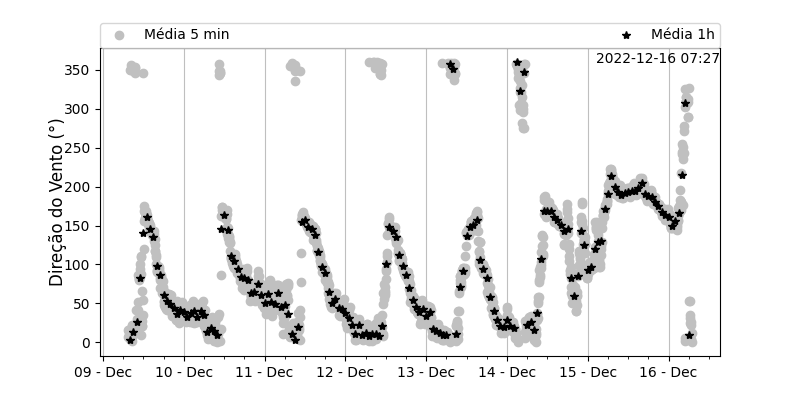 Média 5 min
Média 1h
2022-12-16 07:27
Direção do Vento (°)
350
300
250
200
150
100
50
0
09 - Dec
10 - Dec
11 - Dec
12 - Dec
13 - Dec
14 - Dec
15 - Dec
16 - Dec